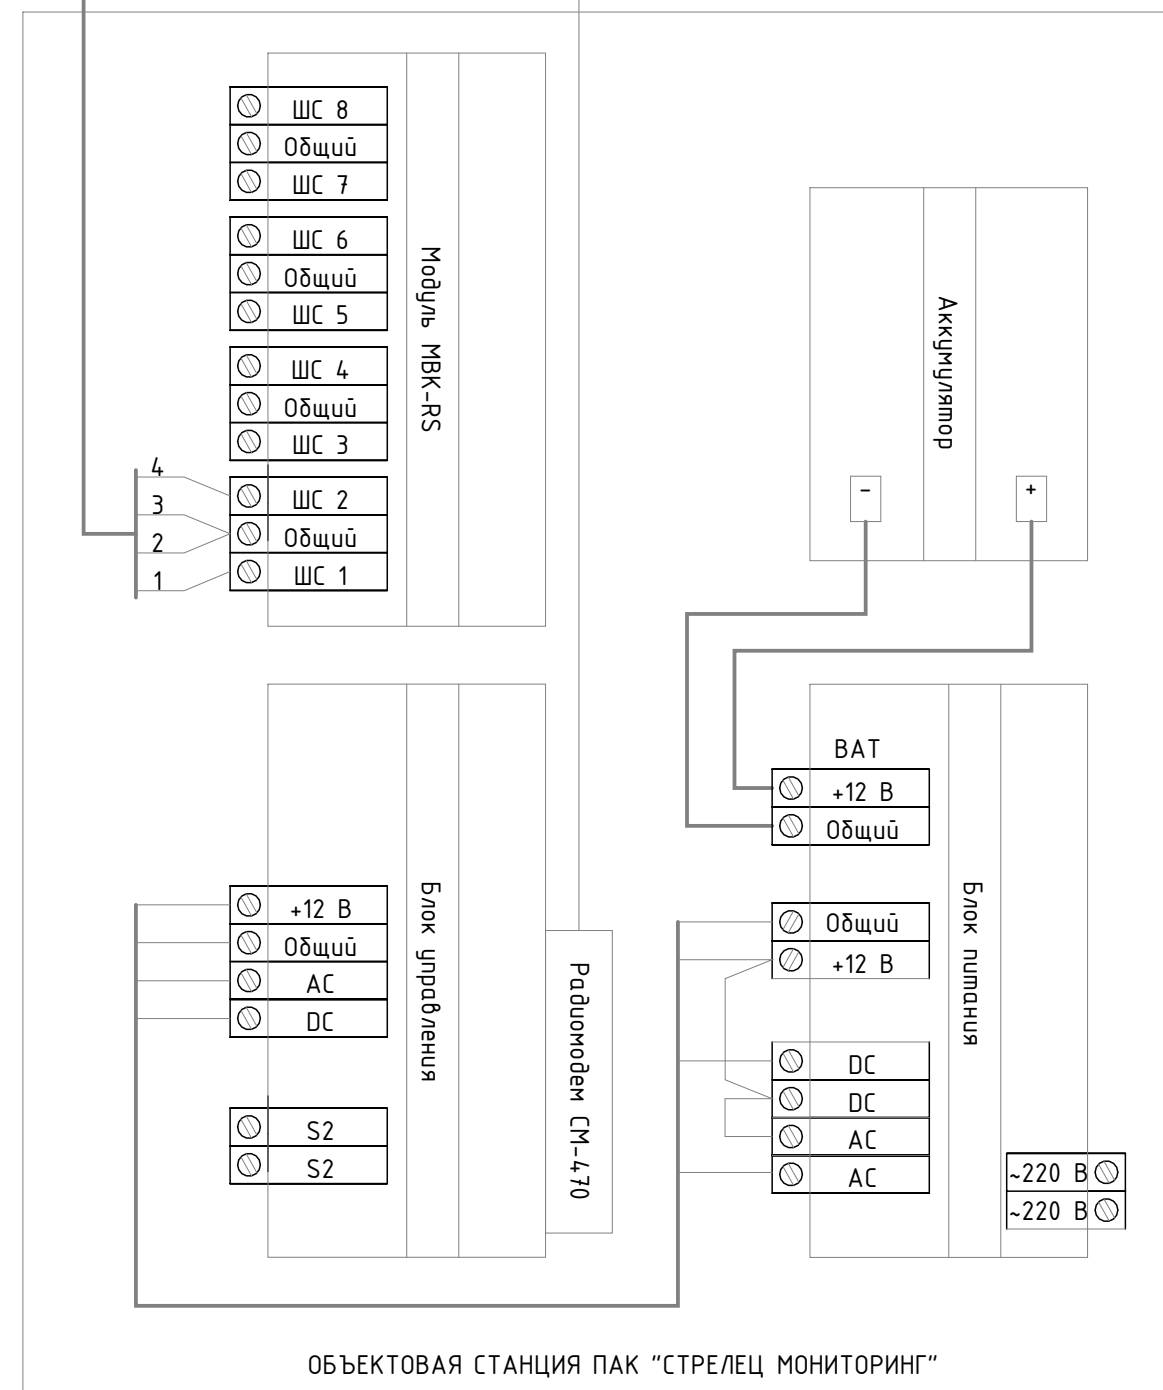 ШС 8
Общий
ШС 7
ШС 6
Общий
ШС 5
ШС 4
Общий
ШС 3
4
3
2
1
ШС 2
Общий
ШС 1
Модуль МВК-RS
Аккумулятор
-
+
BAT
+12 В
Общий
Общий
+12 В
DC
DC
AC
AC
Блок питания
~220 В
~220 В
+12 В
Общий
AC
DC
S2
S2
Блок управления
Радиомодем СМ-470
ОБЪЕКТОВАЯ СТАНЦИЯ ПАК "СТРЕЛЕЦ МОНИТОРИНГ"